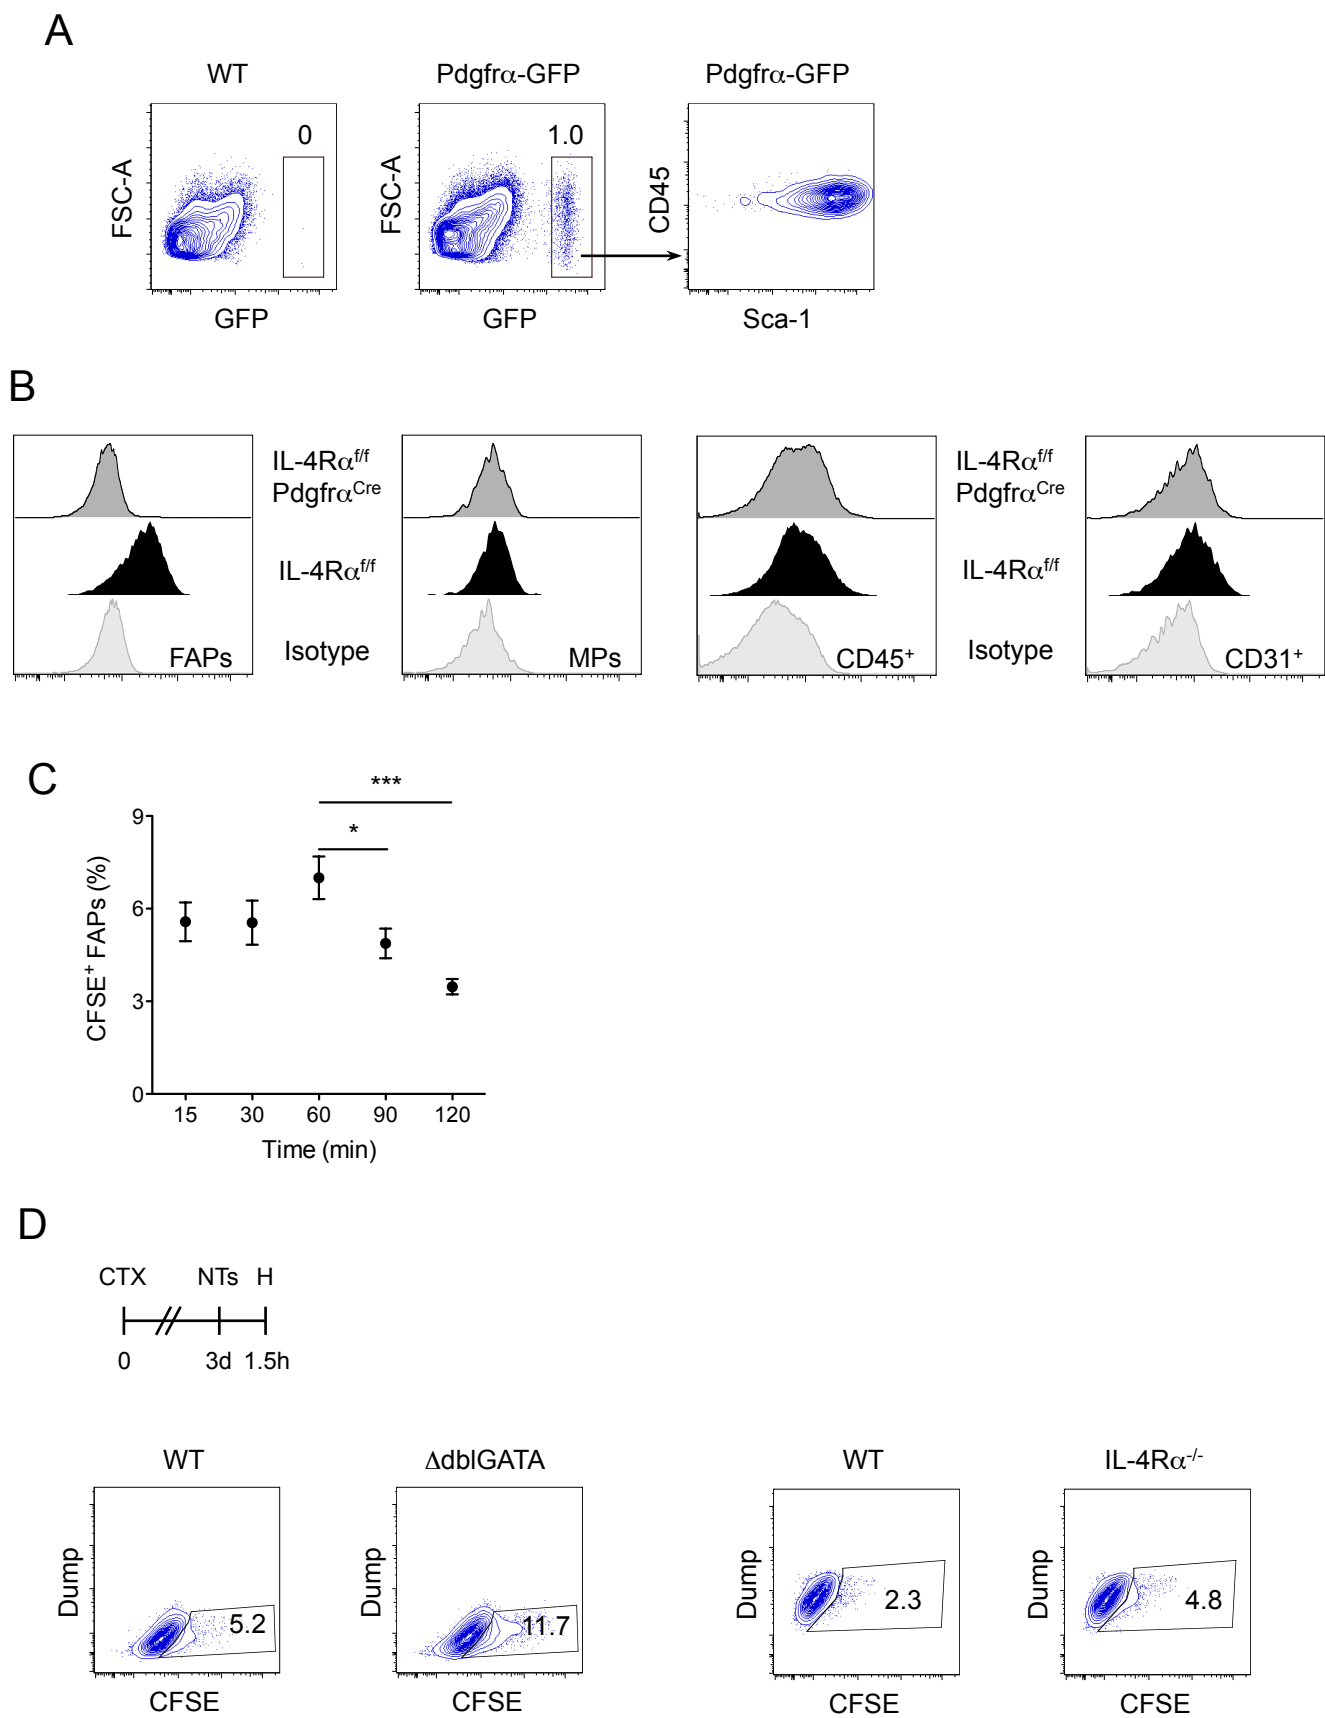 A
WT
Pdgfrα-GFP
Pdgfrα-GFP
0
1.0
FSC-A
FSC-A
CD45
GFP
GFP
Sca-1
B
IL-4Rα^f/f
Pdgfrα^Cre
IL-4Rα^f/f
Isotype
FAPs
MPs
IL-4Rα^f/f
Pdgfrα^Cre
IL-4Rα^f/f
Isotype
CD45⁺
CD31⁺
C
***
*
9
6
3
0
CFSE⁺ FAPs (%)
15 30 60 90 120
Time (min)
D
CTX NTs H
0 3d 1.5h
WT
ΔdblGATA
WT
IL-4Rα^-/-
Dump
5.2
Dump
11.7
Dump
2.3
Dump
4.8
CFSE
CFSE
CFSE
CFSE